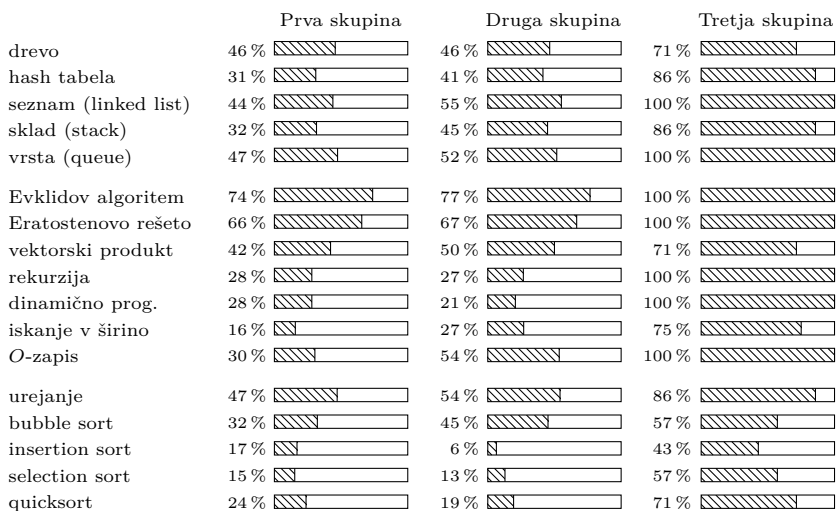 Prva skupina Druga skupina Tretja skupina
drevo 46 % 46 % 71 %
hash tabela 31 % 41 % 86 %
seznam (linked list) 44 % 55 % 100 %
sklad (stack) 32 % 45 % 86 %
vrsta (queue) 47 % 52 % 100 %
Evklidov algoritem 74 % 77 % 100 %
Eratostenovo rešeto 66 % 67 % 100 %
vektorski produkt 42 % 50 % 71 %
rekurzija 28 % 27 % 100 %
dinamično prog. 28 % 21 % 100 %
iskanje v širino 16 % 27 % 75 %
O-zapis 30 % 54 % 100 %
urejanje 47 % 54 % 86 %
bubble sort 32 % 45 % 57 %
insertion sort 17 % 6 % 43 %
selection sort 15 % 13 % 57 %
quicksort 24 % 19 % 71 %